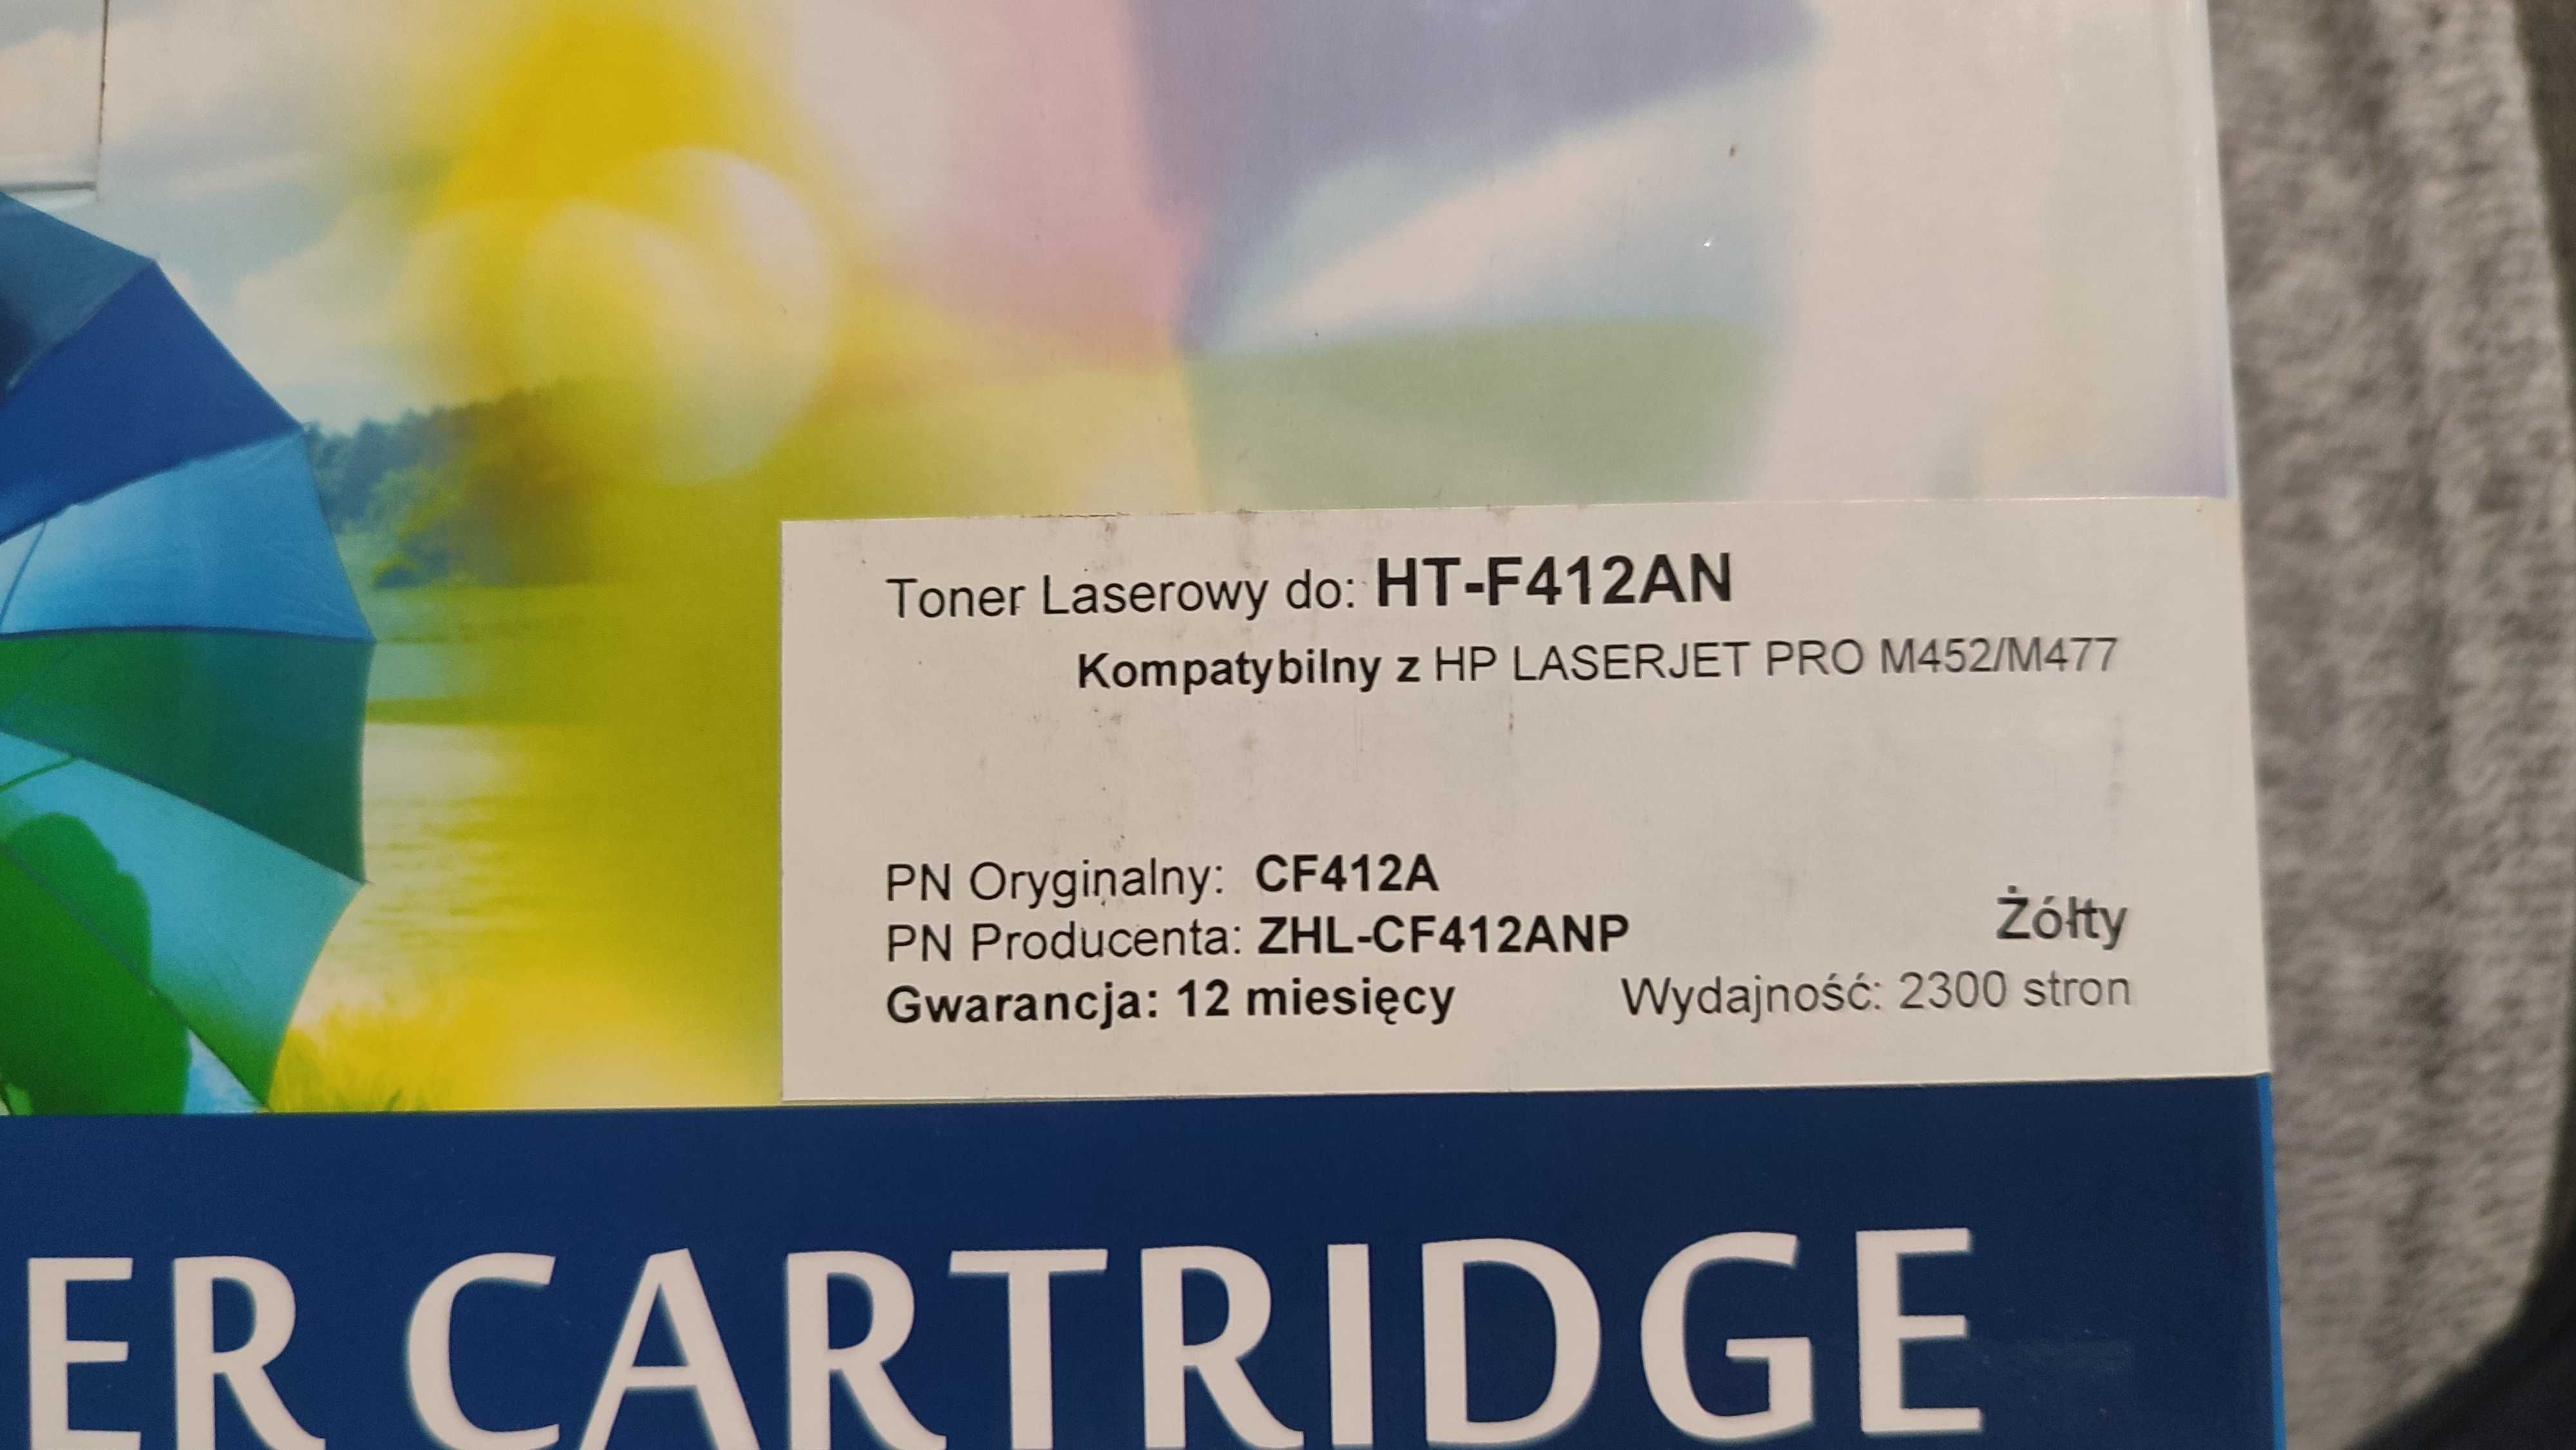 Toner Laserowy do: HT-F412AN
Kompatybilny z HP LASERJET PRO M452/M477
PN Oryginalny: CF412A
PN Producenta: ZHL-CF412ANP
Żółty
Gwarancja: 12 miesięcy
Wydajność: 2300 stron
ER CARTRIDGE